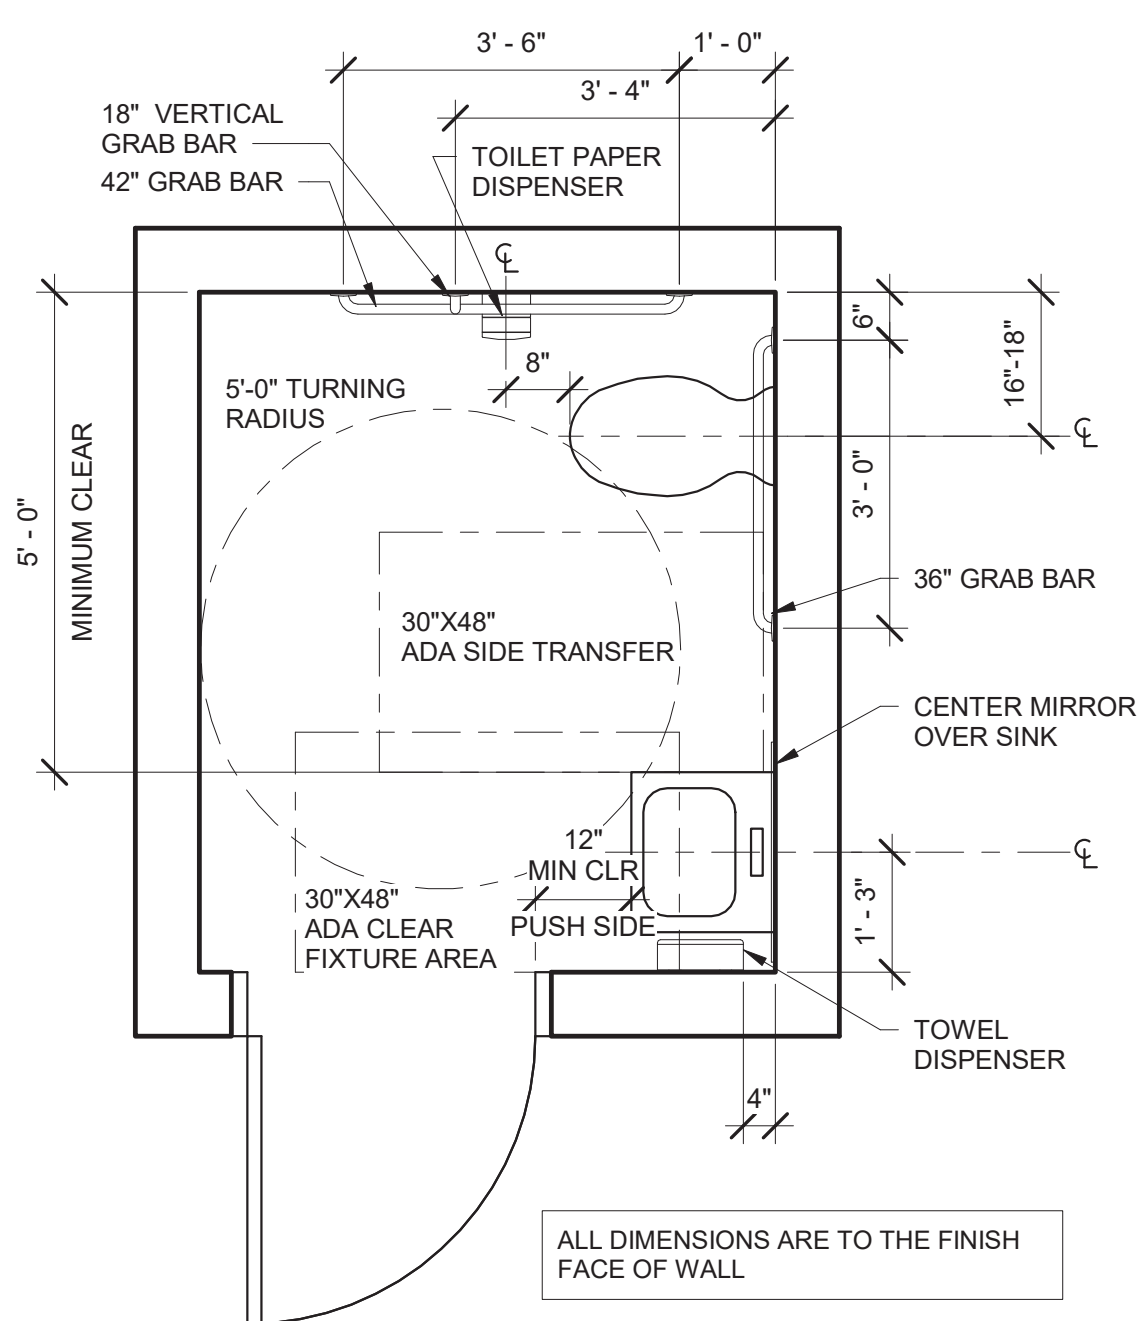 3' - 6"
1' - 0"
3' - 4"
18" VERTICAL
GRAB BAR
42" GRAB BAR
TOILET PAPER
DISPENSER
℄
6"
16"-18"
8"
5'-0" TURNING
RADIUS
℄
5' - 0"
MINIMUM CLEAR
3' - 0"
36" GRAB BAR
30"X48"
ADA SIDE TRANSFER
CENTER MIRROR
OVER SINK
12"
MIN CLR
℄
30"X48"
ADA CLEAR
FIXTURE AREA
PUSH SIDE
1' - 3"
TOWEL
DISPENSER
4"
ALL DIMENSIONS ARE TO THE FINISH
FACE OF WALL